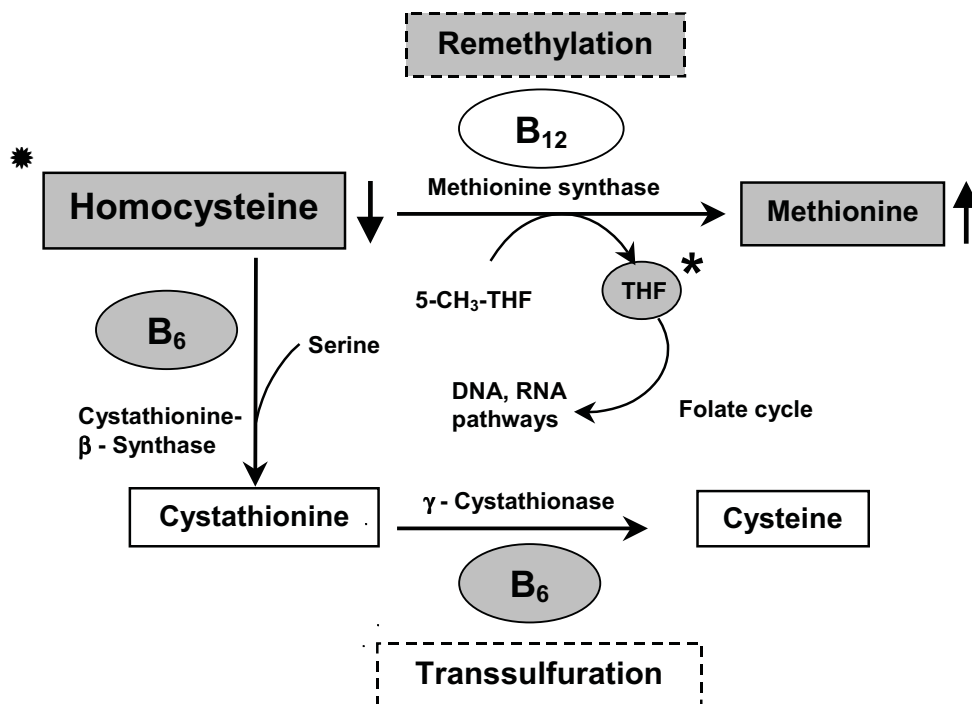 Remethylation
B₁₂
Methionine synthase
Homocysteine
Methionine
5-CH₃-THF
THF *
B₆
Serine
DNA, RNA
pathways
Folate cycle
Cystathionine-
β - Synthase
Cystathionine
γ - Cystathionase
Cysteine
B₆
Transsulfuration